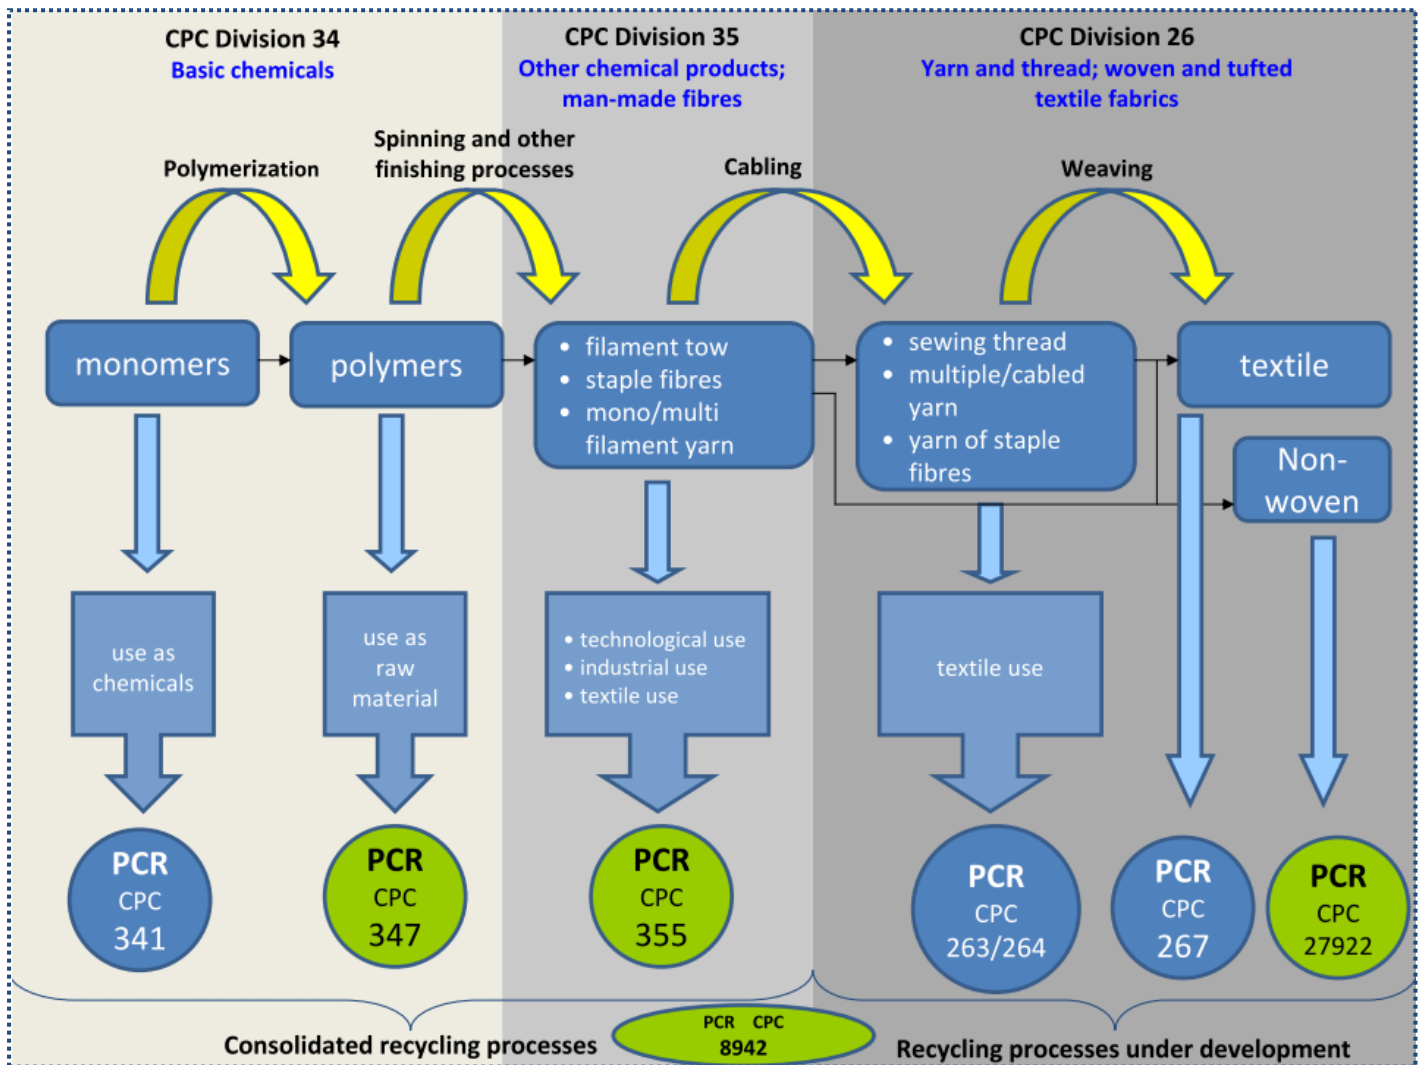 CPC Division 34
Basic chemicals
CPC Division 35
Other chemical products;
man-made fibres
CPC Division 26
Yarn and thread; woven and tufted
textile fabrics
Polymerization
Spinning and other
finishing processes
Cabling
Weaving
monomers
polymers
• filament tow
• staple fibres
• mono/multi
filament yarn
• sewing thread
• multiple/cabled
yarn
• yarn of staple
fibres
textile
Non-
woven
use as
chemicals
use as
raw
material
• technological use
• industrial use
• textile use
textile use
PCR
CPC
341
PCR
CPC
347
PCR
CPC
355
PCR
CPC
263/264
PCR
CPC
267
PCR
CPC
27922
Consolidated recycling processes
PCR CPC
8942
Recycling processes under development